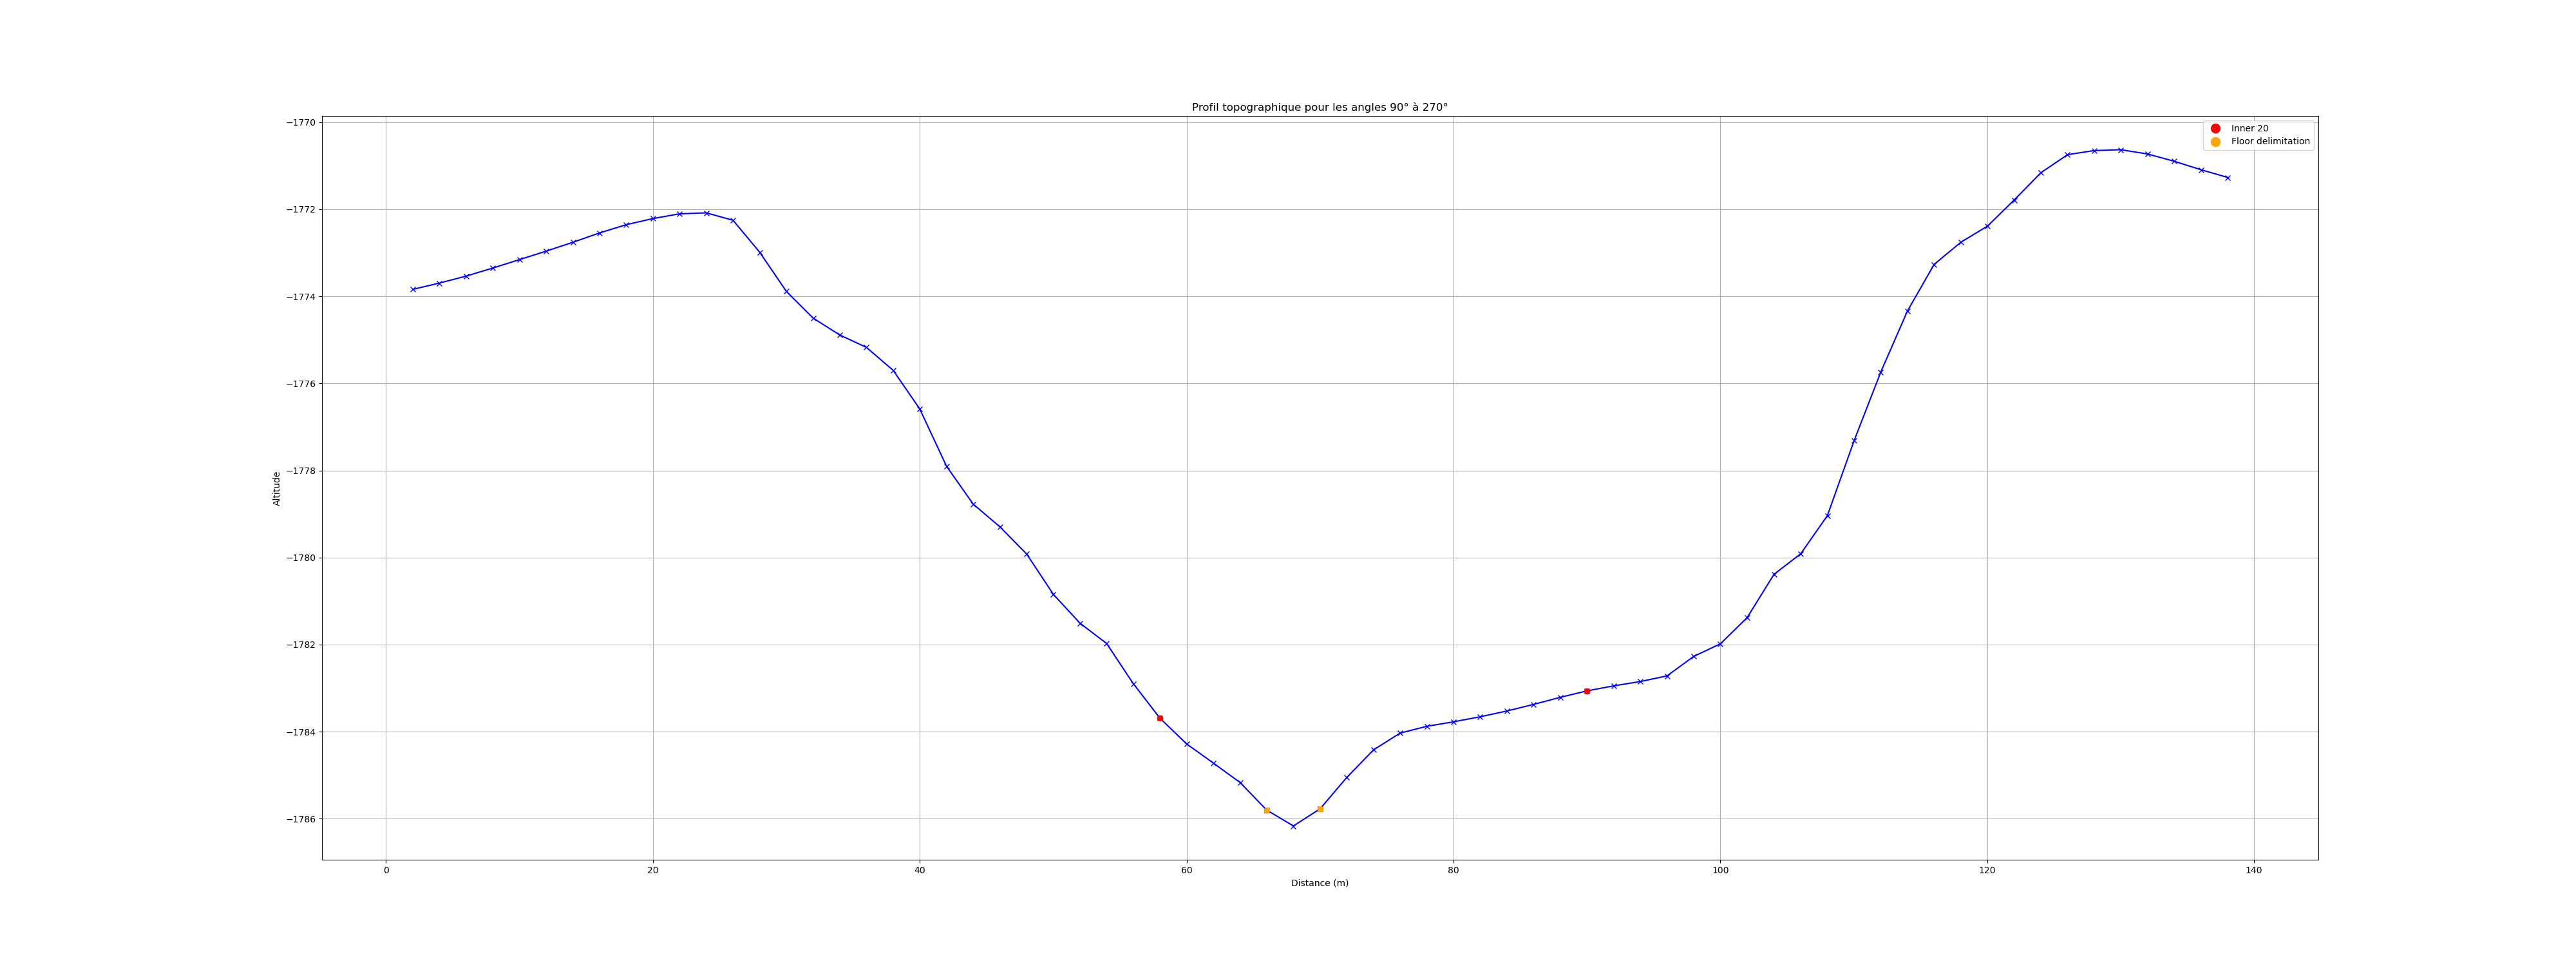 Profil topographique pour les angles 90° à 270°
Inner 20
Floor delimitation
−1770
−1772
−1774
−1776
−1778
−1780
−1782
−1784
−1786
Altitude
0 20 40 60 80 100 120 140
Distance (m)